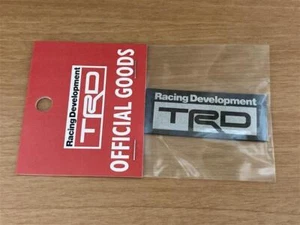 Racing Development
TRD
OFFICIAL GOODS
Racing Development
TRD